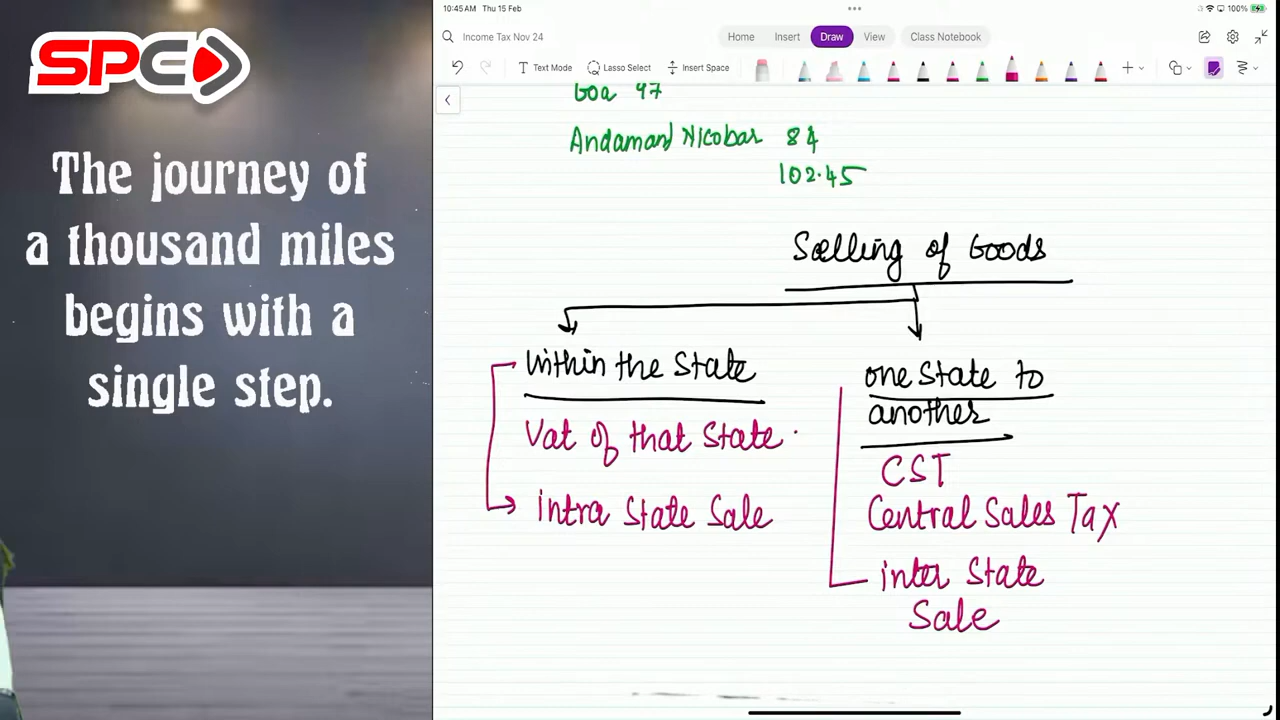 SPC
The journey of
a thousand miles
begins with a
single step.
10:45 AM Thu 15 Feb
100%
Income Tax Nov 24
Home Insert Draw View Class Notebook
Text Mode Lasso Select Insert Space
Goa 97
Andaman Nicobar 84
102.45
Selling of Goods
Within the State
Vat of that State
intra State Sale
one State to
another
CST
Central Sales Tax
inter State
Sale